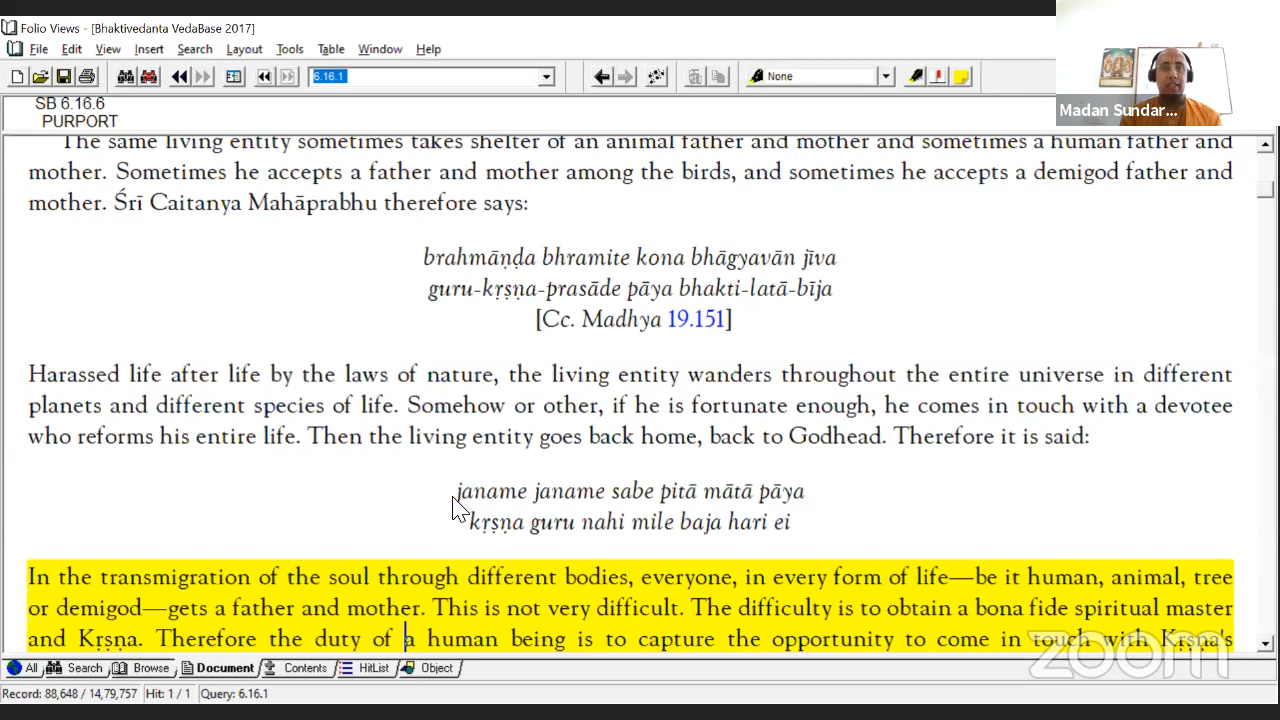 Folio Views - [Bhaktivedanta VedaBase 2017]
File Edit View Insert Search Layout Tools Table Window Help
6.16.1 None
Madan Sundar...
SB 6.16.6
PURPORT
The same living entity sometimes takes shelter of an animal father and mother and sometimes a human father and
mother. Sometimes he accepts a father and mother among the birds, and sometimes he accepts a demigod father and
mother. Śrī Caitanya Mahāprabhu therefore says:
brahmāṇḍa bhramite kona bhāgyavān jīva
guru-kṛṣṇa-prasāde pāya bhakti-latā-bīja
[Cc. Madhya 19.151]
Harassed life after life by the laws of nature, the living entity wanders throughout the entire universe in different
planets and different species of life. Somehow or other, if he is fortunate enough, he comes in touch with a devotee
who reforms his entire life. Then the living entity goes back home, back to Godhead. Therefore it is said:
janame janame sabe pitā mātā pāya
kṛṣṇa guru nahi mile baja hari ei
In the transmigration of the soul through different bodies, everyone, in every form of life—be it human, animal, tree
or demigod—gets a father and mother. This is not very difficult. The difficulty is to obtain a bona fide spiritual master
and Kṛṣṇa. Therefore the duty of a human being is to capture the opportunity to come in touch with Kṛṣṇa's
zoom
All Search Browse Document Contents HitList Object
Record: 88,648 / 14,79,757 Hit: 1 / 1 Query: 6.16.1